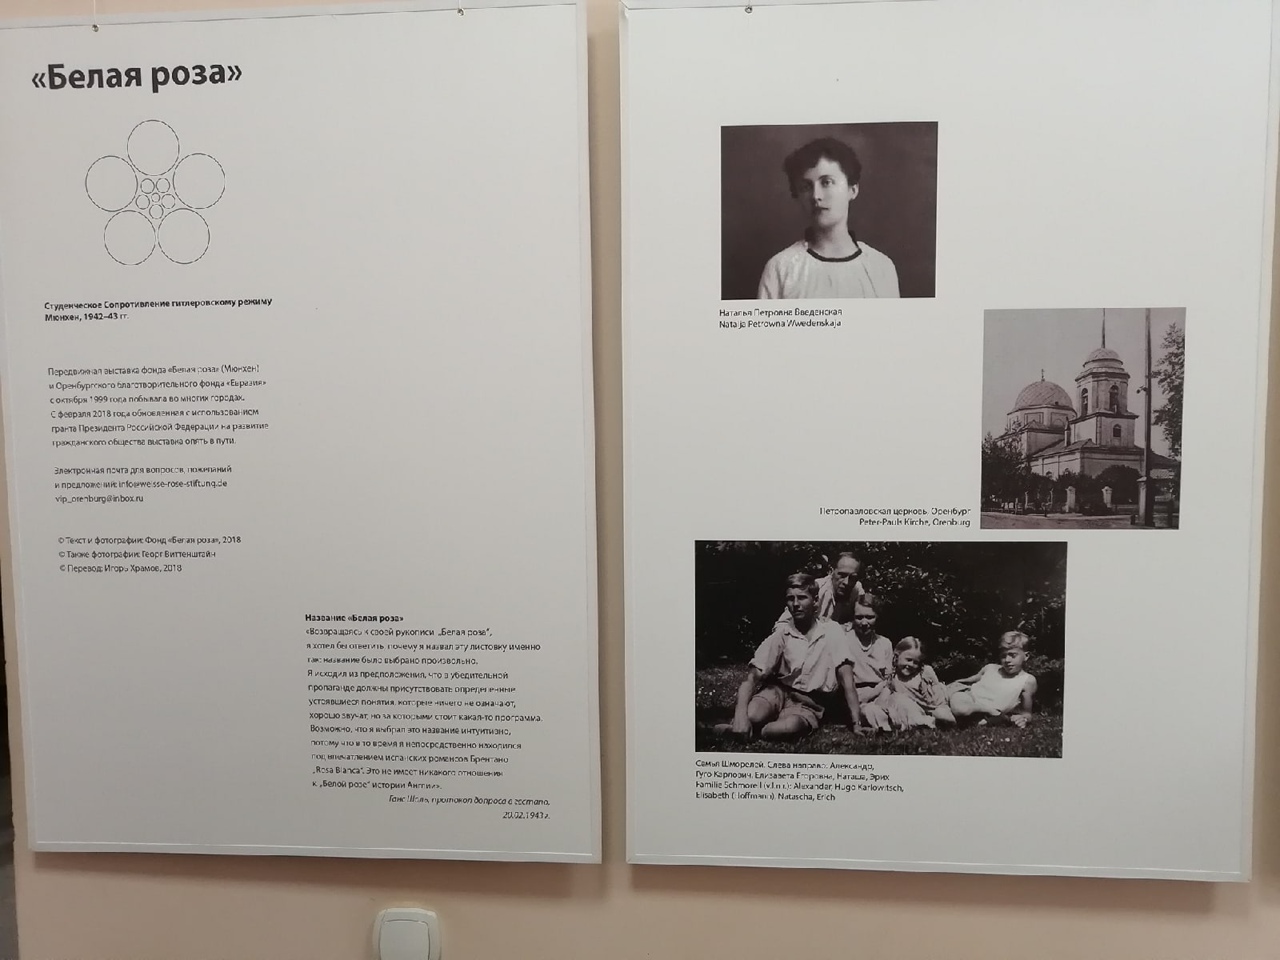 «Белая роза»
Студенческое Сопротивление гитлеровскому режиму
Мюнхен, 1942–43 гг.
Передвижная выставка фонда «Белая роза» (Мюнхен)
и Оренбургского благотворительного фонда «Евразия»
с октября 1999 года побывала во многих городах.
С февраля 2018 года обновленная с использованием
гранта Президента Российской Федерации на развитие
гражданского общества выставка опять в пути.
Электронная почта для вопросов, пожеланий
и предложений: info@weisse-rose-stiftung.de
vip_orenburg@inbox.ru
© Текст и фотографии: Фонд «Белая роза», 2018
© Также фотографии: Георг Виттенштайн
© Перевод: Игорь Храмов, 2018
Название «Белая роза»
«Возвращаясь к своей рукописи „Белая роза“,
я хотел бы ответить, почему я назвал эту листовку именно
так: название было выбрано произвольно.
Я исходил из предположения, что в убедительной
пропаганде должны присутствовать определенные
устоявшиеся понятия, которые ничего не означают,
хорошо звучат, но за которыми стоит какая-то программа.
Возможно, что я выбрал это название интуитивно,
потому что в то время я непосредственно находился
под впечатлением испанских романсов Брентано
„Rosa Blanca“. Это не имеет никакого отношения
к „Белой розе“ истории Англии».
Ганс Шолль, протокол допроса в гестапо,
20.02.1943 г.
Наталья Петровна Введенская
Natalja Petrowna Wwedenskaja
Петропавловская церковь, Оренбург
Peter-Pauls Kirche, Orenburg
Семья Шморелей. Слева направо: Александр,
Гуго Карлович, Елизавета Егоровна, Наташа, Эрих
Familie Schmorell (v.l.n.r.): Alexander, Hugo Karlowitsch,
Elisabeth (Hoffmann), Natascha, Erich